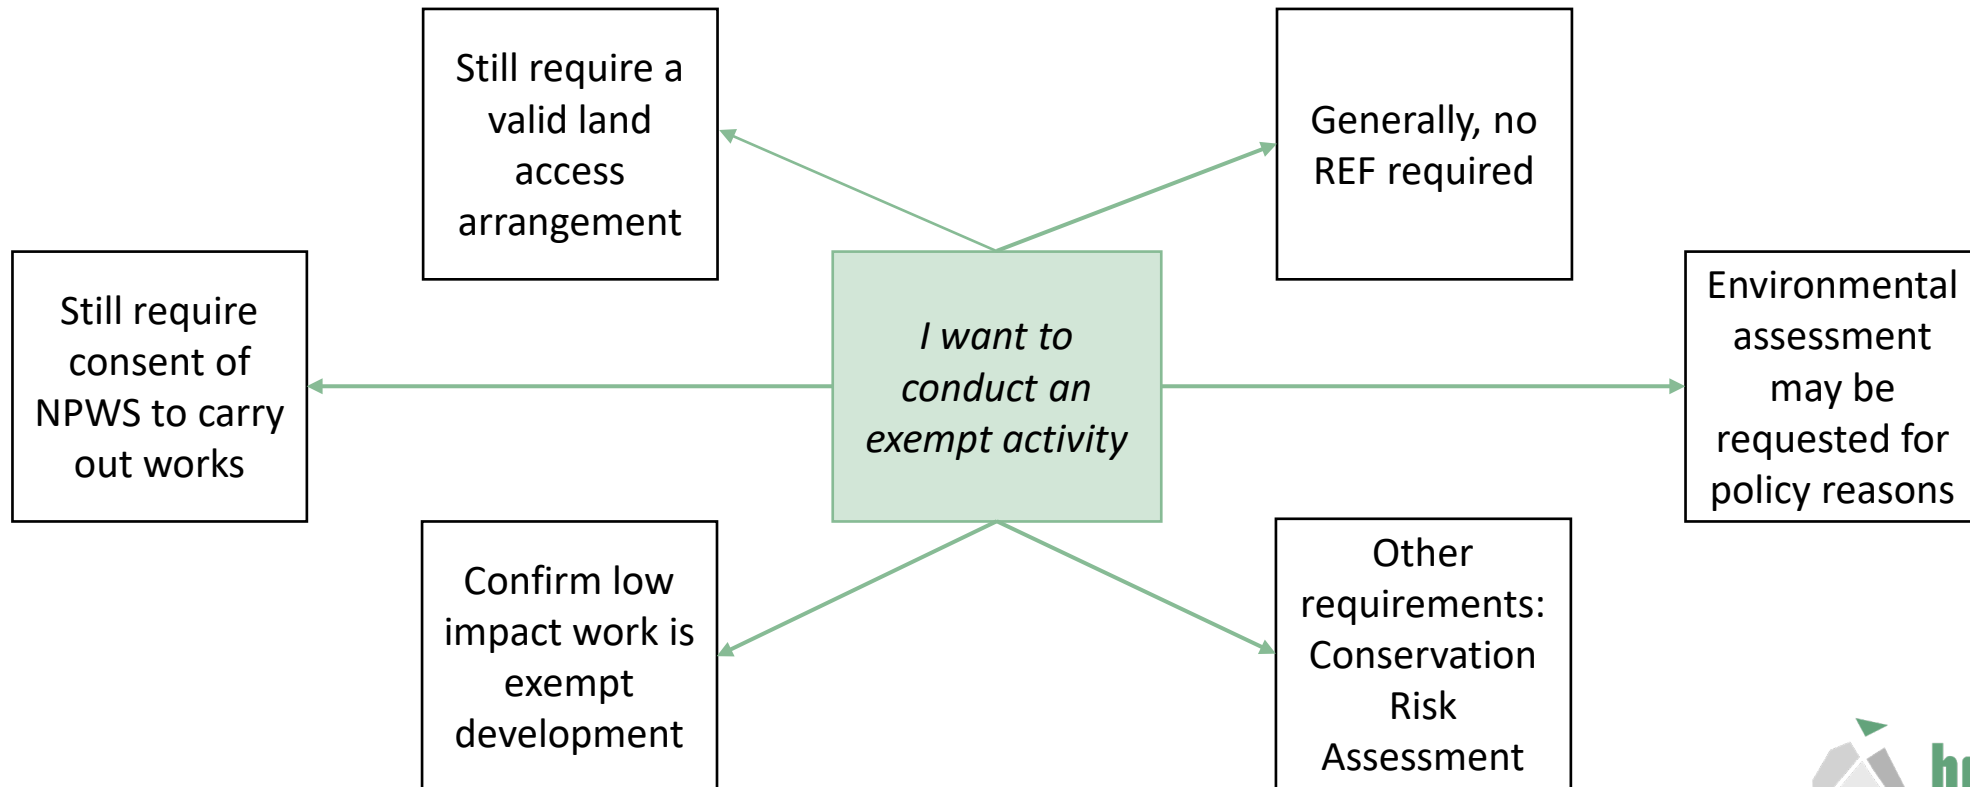 Still require a
valid land
access
arrangement
Generally, no
REF required
Still require
consent of
NPWS to carry
out works
I want to
conduct an
exempt activity
Environmental
assessment
may be
requested for
policy reasons
Confirm low
impact work is
exempt
development
Other
requirements:
Conservation
Risk
Assessment